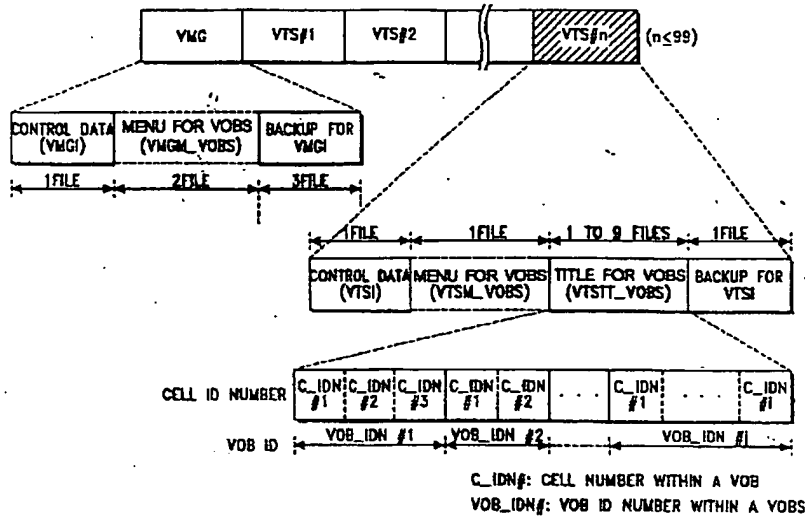 VMG VTS#1 VTS#2 VTS#n (n≤99)
CONTROL DATA (VMGI)
MENU FOR VOBS (VMGM_VOBS)
BACKUP FOR VMGI
1FILE 2FILE 3FILE
1FILE 1FILE 1 TO 9 FILES 1FILE
CONTROL DATA (VTSI)
MENU FOR VOBS (VTSM_VOBS)
TITLE FOR VOBS (VTSTT_VOBS)
BACKUP FOR VTSI
CELL ID NUMBER
C_IDN #1 C_IDN #2 C_IDN #3 C_IDN #1 C_IDN #2 . . . . C_IDN #1 . . . . C_IDN #i
VOB ID VOB_IDN #1 VOB_IDN #2 VOB_IDN #j
C_IDN#: CELL NUMBER WITHIN A VOB
VOB_IDN#: VOB ID NUMBER WITHIN A VOBS